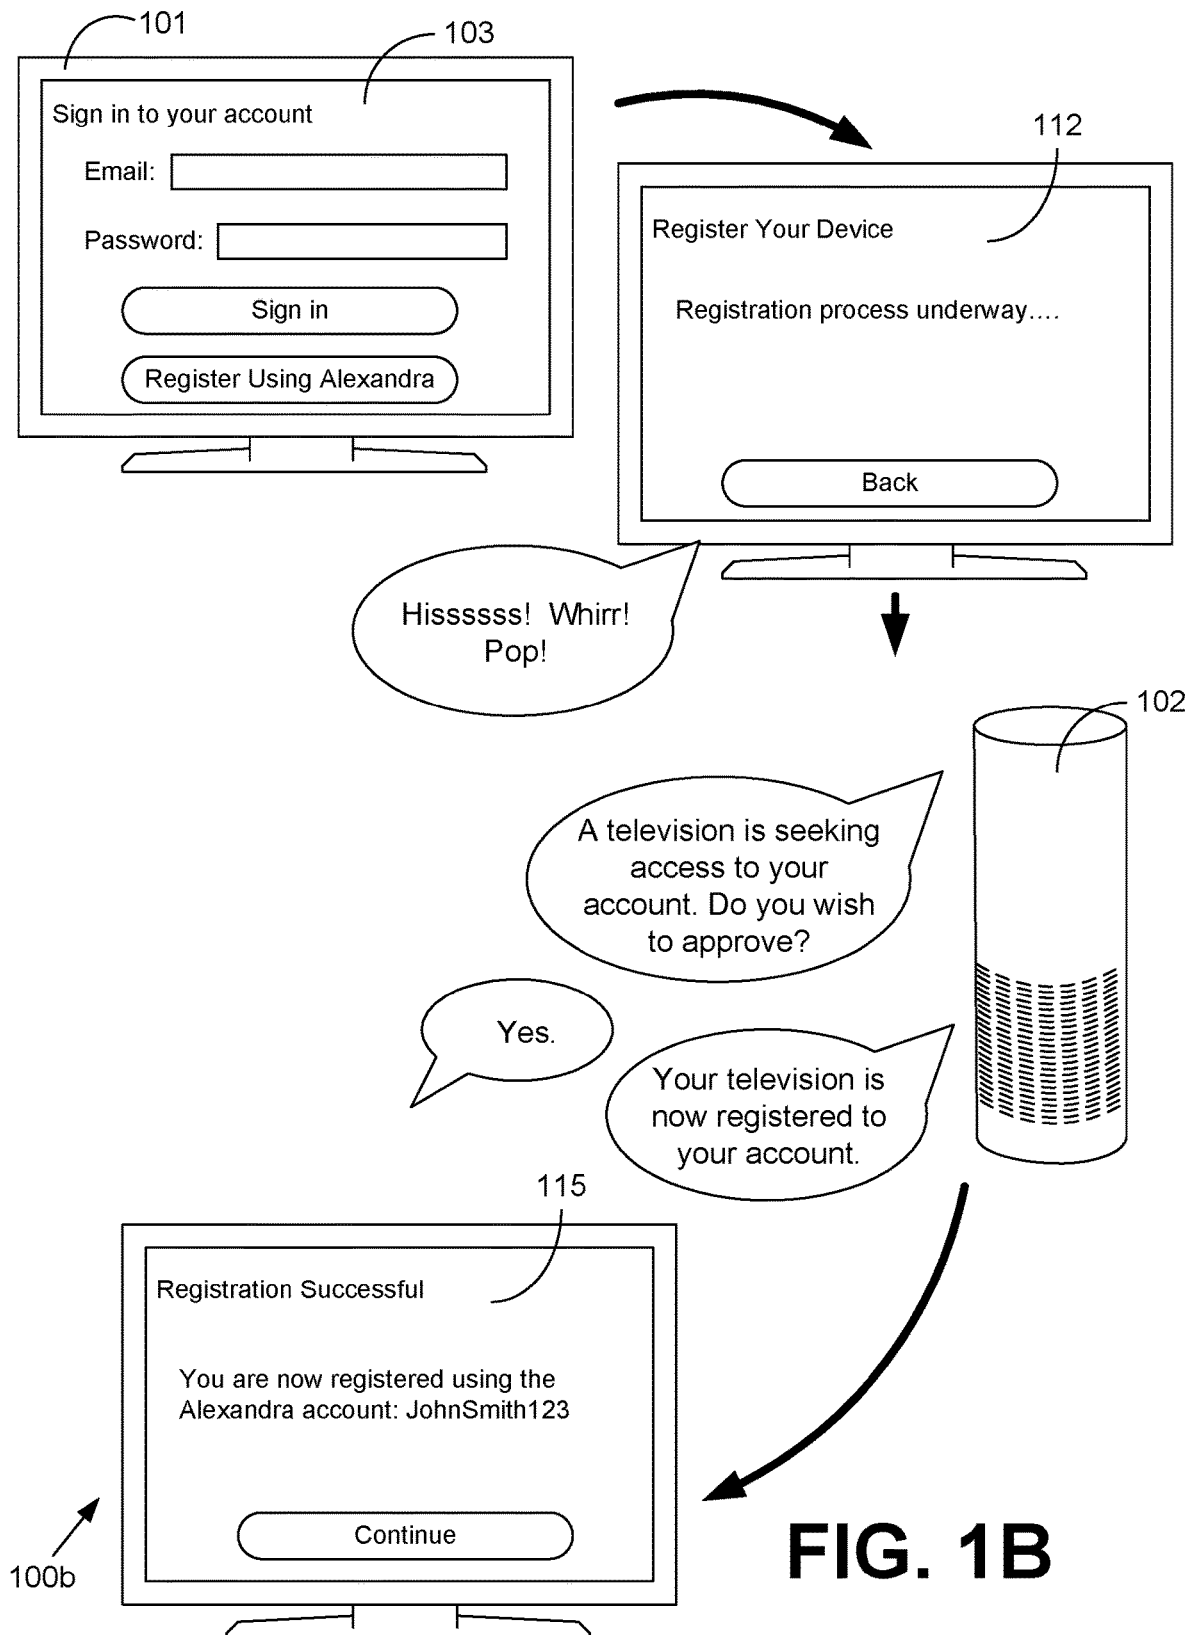 101
103
Sign in to your account
Email:
Password:
Sign in
Register Using Alexandra
112
Register Your Device
Registration process underway....
Back
Hissssss!  Whirr!
Pop!
102
A television is seeking
access to your
account. Do you wish
to approve?
Yes.
Your television is
now registered to
your account.
115
Registration Successful
You are now registered using the
Alexandra account: JohnSmith123
Continue
100b
FIG. 1B